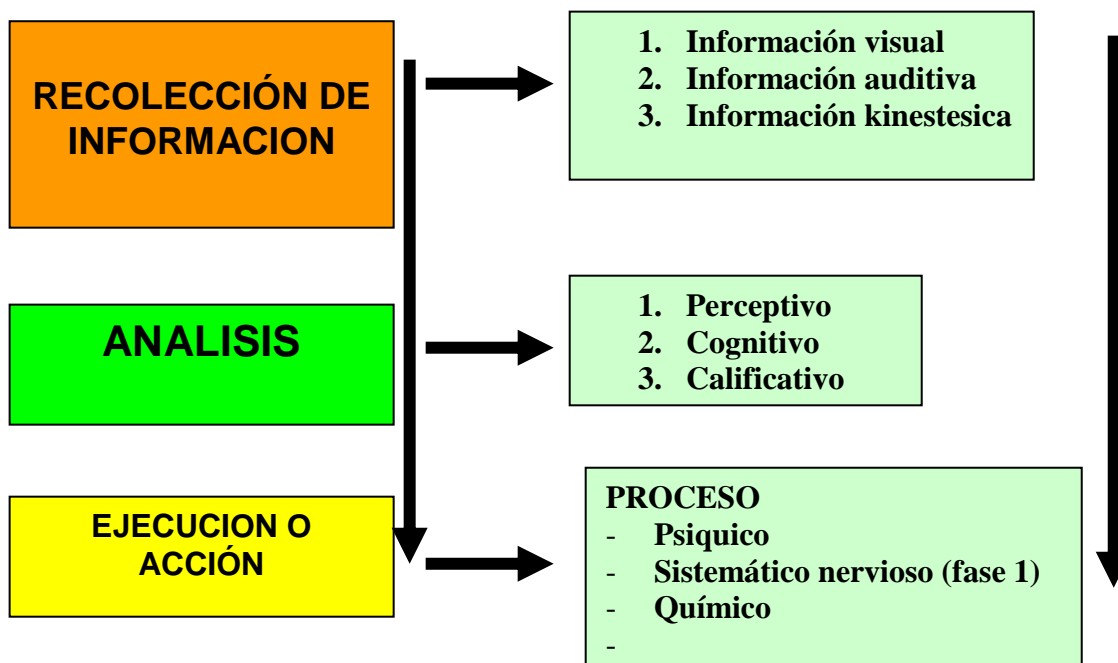 RECOLECCIÓN DE
INFORMACION
1. Información visual
2. Información auditiva
3. Información kinestesica
ANALISIS
1. Perceptivo
2. Cognitivo
3. Calificativo
EJECUCION O
ACCIÓN
PROCESO
- Psiquico
- Sistemático nervioso (fase 1)
- Químico
-